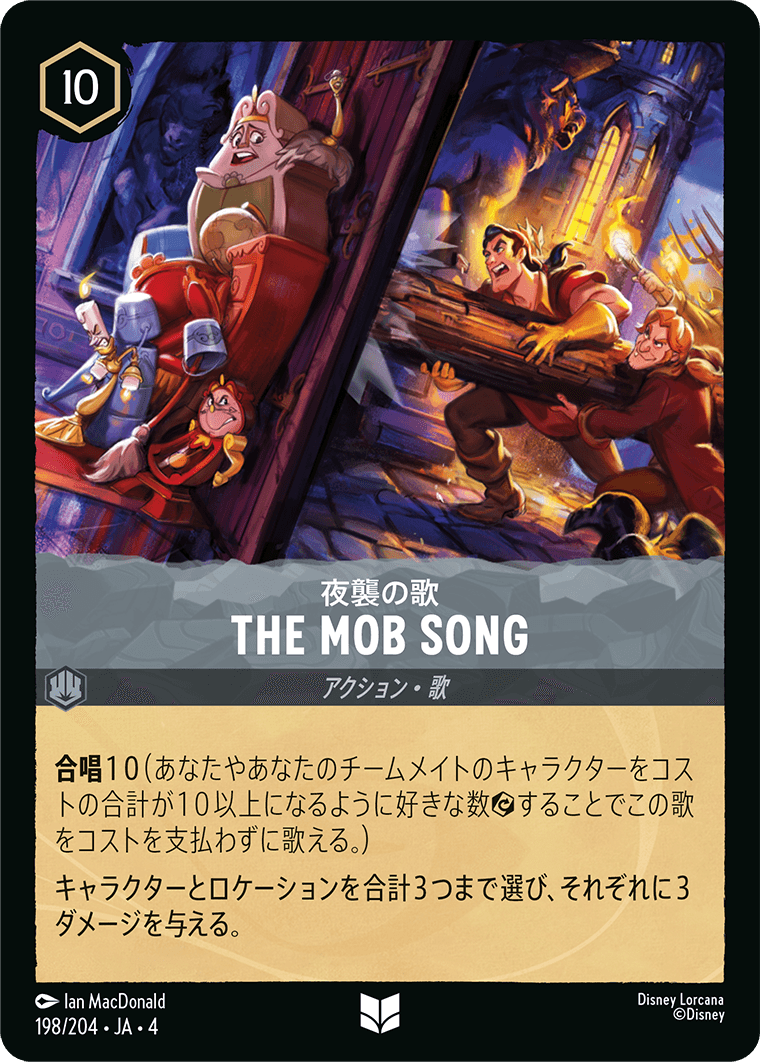 10
夜襲の歌
THE MOB SONG
アクション・歌
合唱10(あなたやあなたのチームメイトのキャラクターをコス
トの合計が10以上になるように好きな数することでこの歌
をコストを支払わずに歌える。)
キャラクターとロケーションを合計3つまで選び、それぞれに3
ダメージを与える。
Ian MacDonald
198/204・JA・4
Disney Lorcana
©Disney